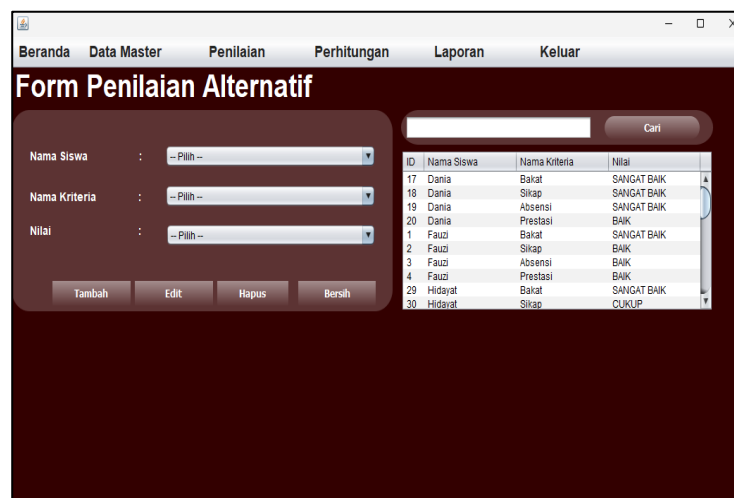 Beranda Data Master Penilaian Perhitungan Laporan Keluar
Form Penilaian Alternatif
Nama Siswa : -- Pilih --
Nama Kriteria : -- Pilih --
Nilai : -- Pilih --
Tambah Edit Hapus Bersih
Cari
ID Nama Siswa Nama Kriteria Nilai
17 Dania Bakat SANGAT BAIK
18 Dania Sikap SANGAT BAIK
19 Dania Absensi SANGAT BAIK
20 Dania Prestasi BAIK
1 Fauzi Bakat SANGAT BAIK
2 Fauzi Sikap BAIK
3 Fauzi Absensi BAIK
4 Fauzi Prestasi BAIK
29 Hidayat Bakat SANGAT BAIK
30 Hidayat Sikap CUKUP